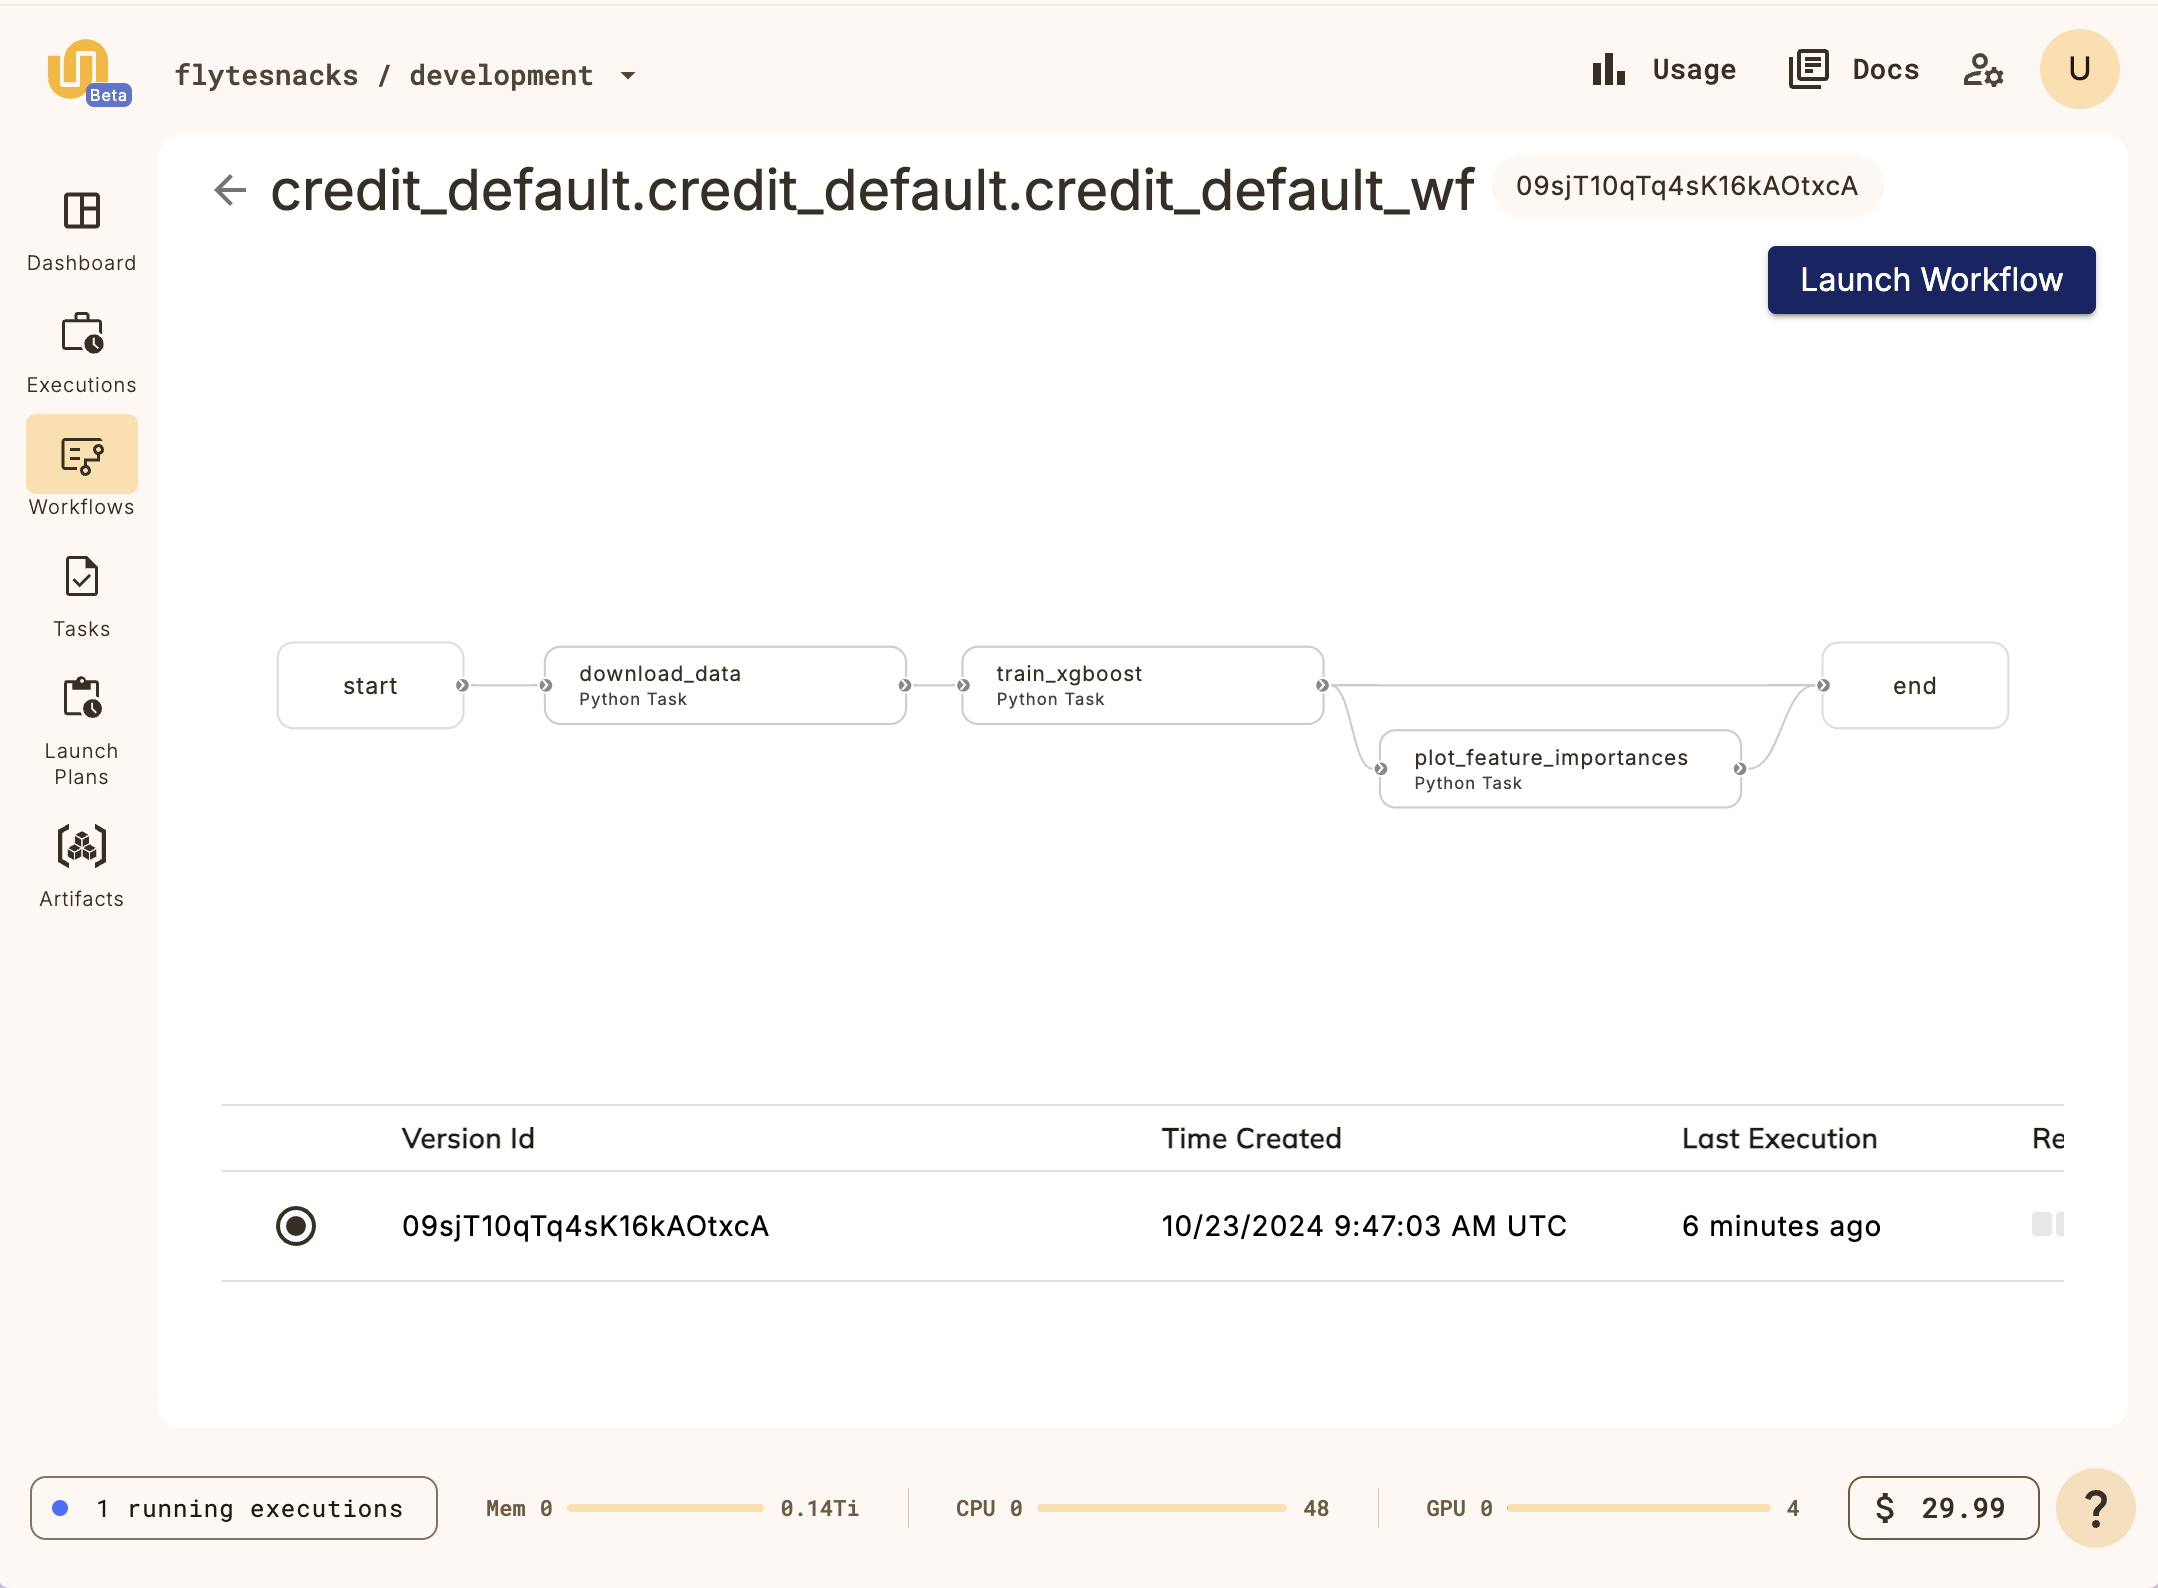 Beta
flytesnacks / development
Usage
Docs
U
credit_default.credit_default.credit_default_wf
09sjT10qTq4sK16kAOtxcA
Launch Workflow
Dashboard
Executions
Workflows
Tasks
Launch
Plans
Artifacts
start
download_data
Python Task
train_xgboost
Python Task
plot_feature_importances
Python Task
end
Version Id
Time Created
Last Execution
Re
09sjT10qTq4sK16kAOtxcA
10/23/2024 9:47:03 AM UTC
6 minutes ago
1 running executions
Mem 0
0.14Ti
CPU 0
48
GPU 0
4
$ 29.99
?